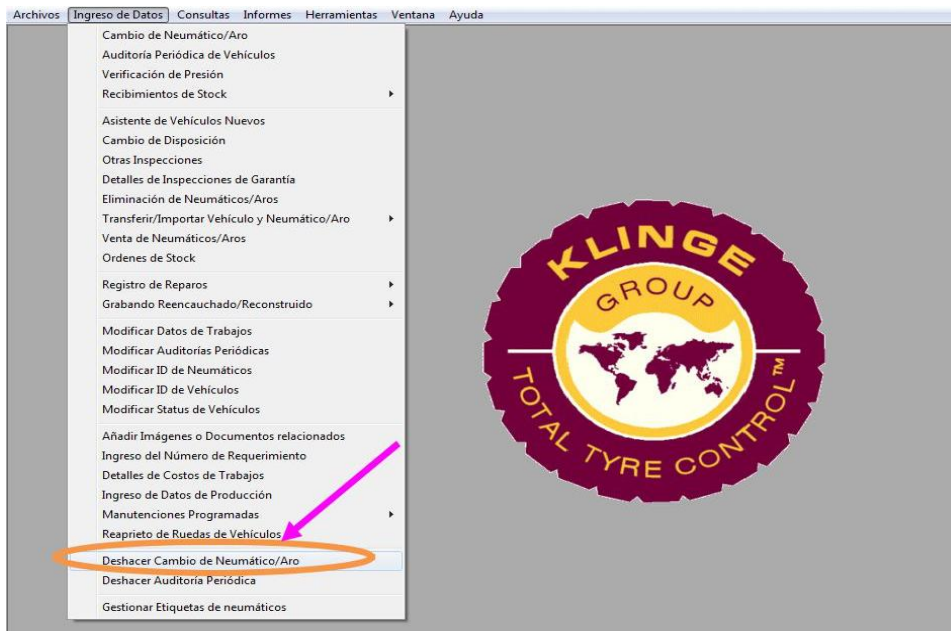 Archivos Ingreso de Datos Consultas Informes Herramientas Ventana Ayuda
Cambio de Neumático/Aro
Auditoría Periódica de Vehículos
Verificación de Presión
Recibimientos de Stock
Asistente de Vehículos Nuevos
Cambio de Disposición
Otras Inspecciones
Detalles de Inspecciones de Garantía
Eliminación de Neumáticos/Aros
Transferir/Importar Vehículo y Neumático/Aro
Venta de Neumáticos/Aros
Ordenes de Stock
Registro de Reparos
Grabando Reencauchado/Reconstruido
Modificar Datos de Trabajos
Modificar Auditorías Periódicas
Modificar ID de Neumáticos
Modificar ID de Vehículos
Modificar Status de Vehículos
Añadir Imágenes o Documentos relacionados
Ingreso del Número de Requerimiento
Detalles de Costos de Trabajos
Ingreso de Datos de Producción
Manutenciones Programadas
Reaprieto de Ruedas de Vehículos
Deshacer Cambio de Neumático/Aro
Deshacer Auditoría Periódica
Gestionar Etiquetas de neumáticos
KLINGE
GROUP
TOTAL TYRE CONTROL™